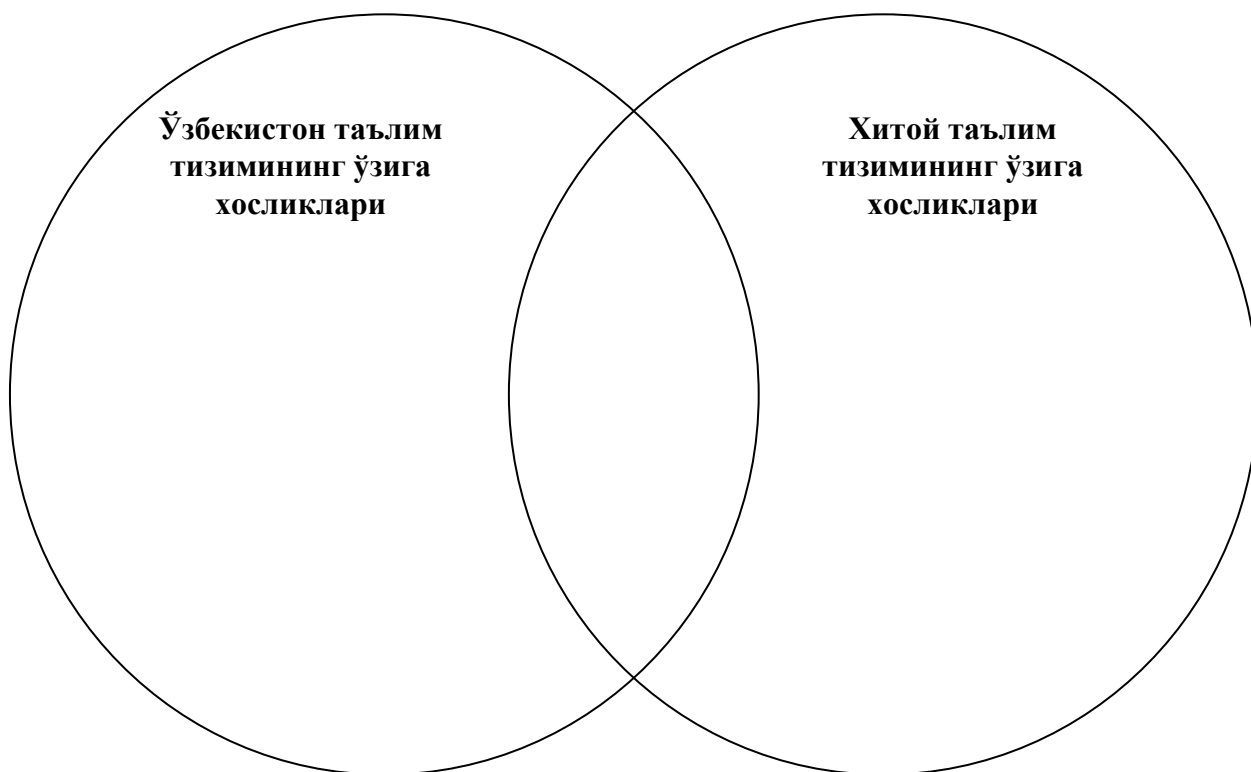 Ўзбекистон таълим
тизимининг ўзига
хосликлари
Хитой таълим
тизимининг ўзига
хосликлари